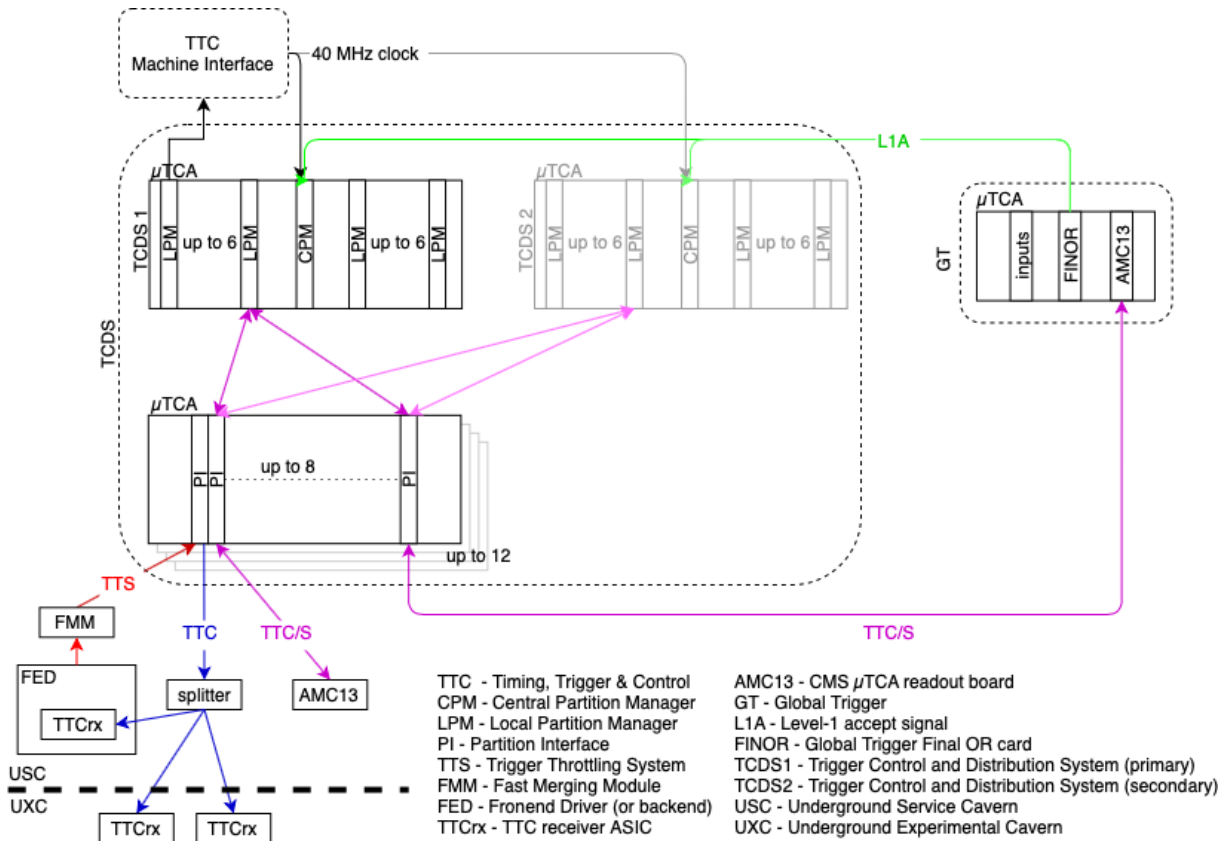 TTC
Machine Interface
40 MHz clock
L1A
µTCA
TCDS 1
LPM
up to 6
LPM
CPM
LPM
up to 6
LPM
µTCA
TCDS 2
LPM
up to 6
LPM
CPM
LPM
up to 6
LPM
µTCA
GT
inputs
FINOR
AMC13
TCDS
µTCA
PI
PI
up to 8
PI
up to 12
TTS
FMM
TTC
TTC/S
TTC/S
FED
TTCrx
splitter
AMC13
USC
UXC
TTCrx
TTCrx
TTC - Timing, Trigger & Control
CPM - Central Partition Manager
LPM - Local Partition Manager
PI - Partition Interface
TTS - Trigger Throttling System
FMM - Fast Merging Module
FED - Fronend Driver (or backend)
TTCrx - TTC receiver ASIC
AMC13 - CMS µTCA readout board
GT - Global Trigger
L1A - Level-1 accept signal
FINOR - Global Trigger Final OR card
TCDS1 - Trigger Control and Distribution System (primary)
TCDS2 - Trigger Control and Distribution System (secondary)
USC - Underground Service Cavern
UXC - Underground Experimental Cavern